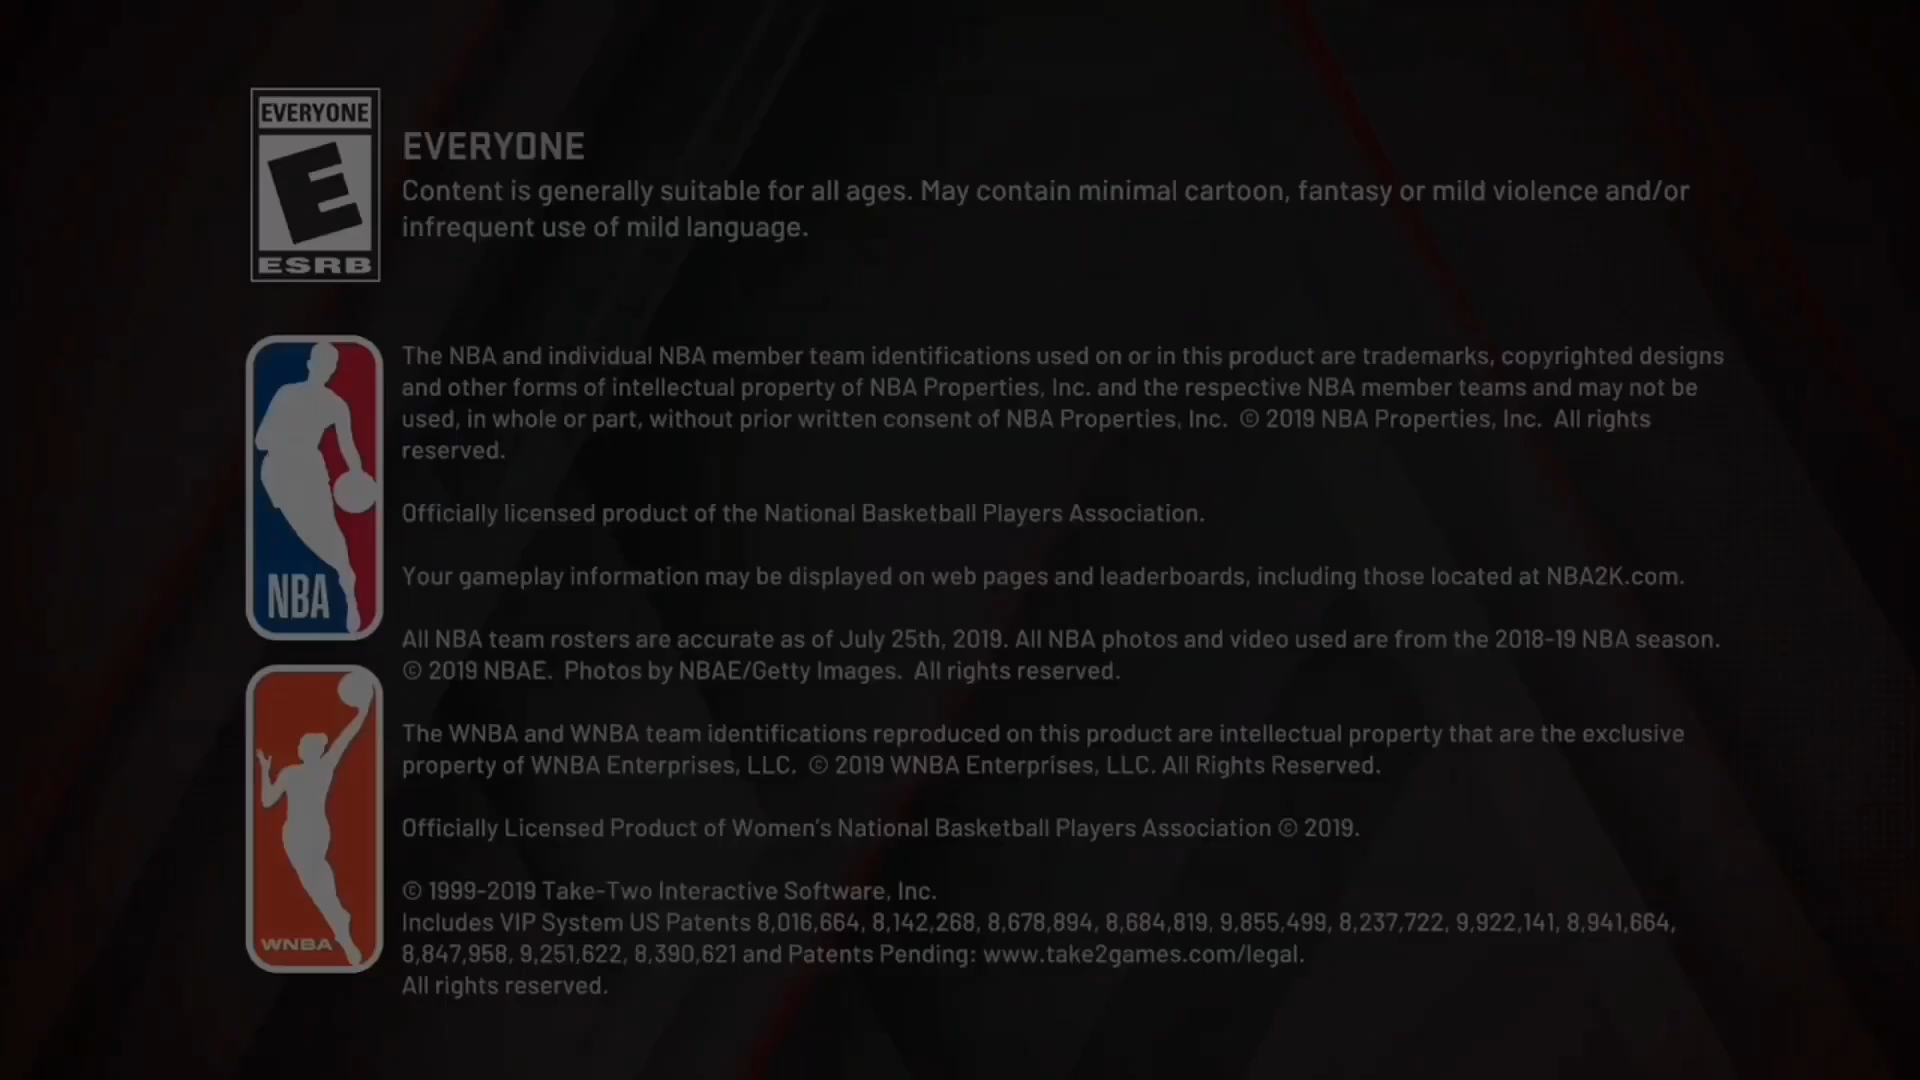 EVERYONE
E
ESRB
EVERYONE
Content is generally suitable for all ages. May contain minimal cartoon, fantasy or mild violence and/or
infrequent use of mild language.
NBA
The NBA and individual NBA member team identifications used on or in this product are trademarks, copyrighted designs
and other forms of intellectual property of NBA Properties, Inc. and the respective NBA member teams and may not be
used, in whole or part, without prior written consent of NBA Properties, Inc. © 2019 NBA Properties, Inc. All rights
reserved.
Officially licensed product of the National Basketball Players Association.
Your gameplay information may be displayed on web pages and leaderboards, including those located at NBA2K.com.
All NBA team rosters are accurate as of July 25th, 2019. All NBA photos and video used are from the 2018-19 NBA season.
© 2019 NBAE. Photos by NBAE/Getty Images. All rights reserved.
WNBA
The WNBA and WNBA team identifications reproduced on this product are intellectual property that are the exclusive
property of WNBA Enterprises, LLC. © 2019 WNBA Enterprises, LLC. All Rights Reserved.
Officially Licensed Product of Women's National Basketball Players Association © 2019.
© 1999-2019 Take-Two Interactive Software, Inc.
Includes VIP System US Patents 8,016,664, 8,142,268, 8,678,894, 8,684,819, 9,855,499, 8,237,722, 9,922,141, 8,941,664,
8,847,958, 9,251,622, 8,390,621 and Patents Pending: www.take2games.com/legal.
All rights reserved.